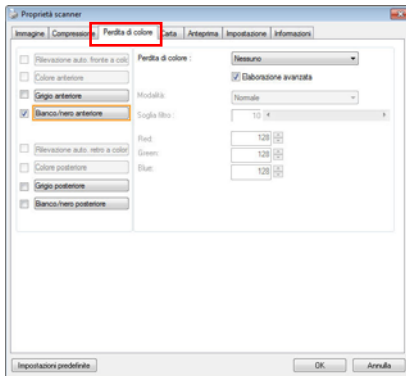 Proprietà scanner
Immagine Compressione Perdita di colore Carta Anteprima Impostazione Informazioni
Rilevazione auto. fronte a colo Perdita di colore : Nessuno
Colore anteriore Elaborazione avanzata
Grigio anteriore Modalità: Normale
Bianco/nero anteriore Soglia filtro : 10
Red: 128
Rilevazione auto. retro a color Green: 128
Colore posteriore Blue: 128
Grigio posteriore
Bianco/nero posteriore
Impostazioni predefinite OK Annulla